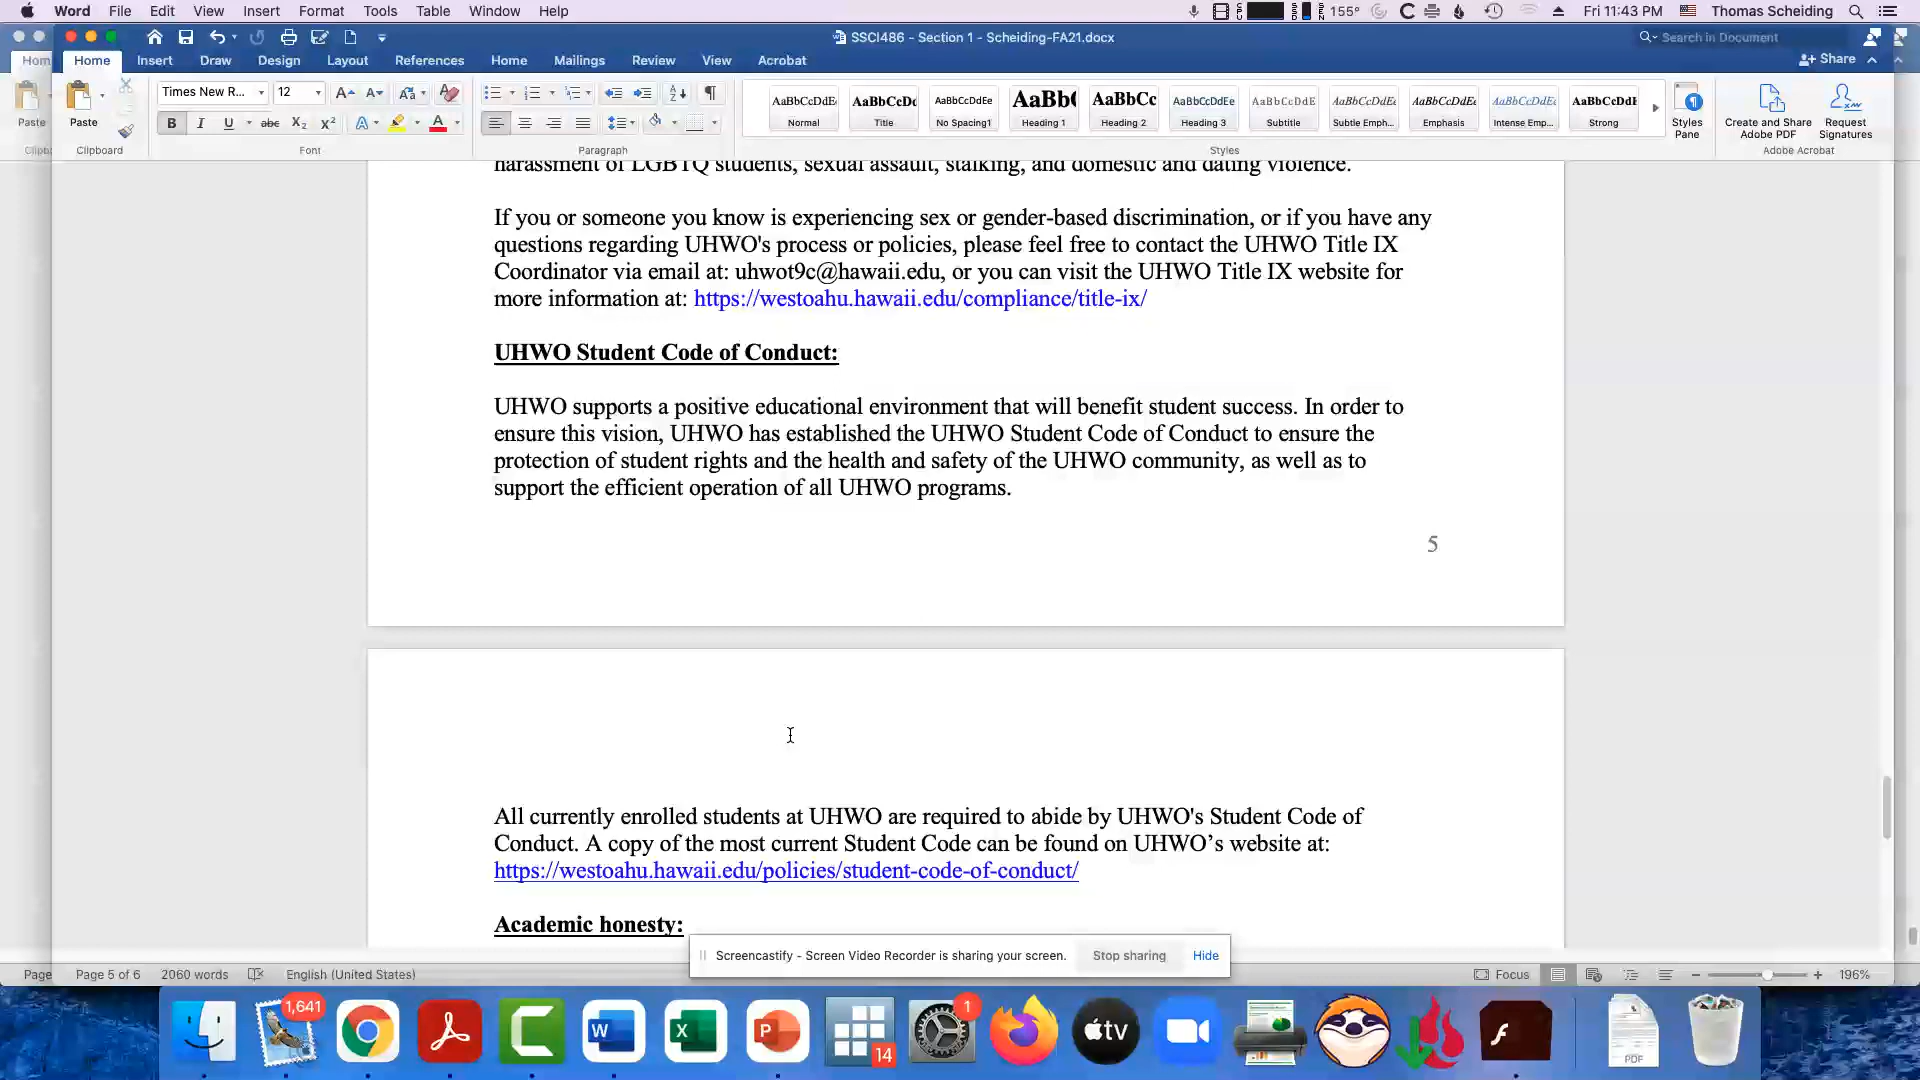 Word File Edit View Insert Format Tools Table Window Help 155° Fri 11:43 PM Thomas Scheiding
SSCI486 - Section 1 - Scheiding-FA21.docx Search in Document
Hom Home Insert Draw Design Layout References Home Mailings Review View Acrobat Share
Times New R... 12
Paste Paste
AaBbCcDdEe AaBbCcDd AaBbCcDdEe AaBb( AaBbCc AaBbCcDdEe AaBbCcDdE AaBbCcDdEe AaBbCcDdEe AaBbCcDdEe AaBbCcDdE
Normal Title No Spacing1 Heading 1 Heading 2 Heading 3 Subtitle Subtle Emph... Emphasis Intense Emp... Strong
Styles Pane
Create and Share Adobe PDF
Request Signatures
Clipboard Font Paragraph Styles Adobe Acrobat
harassment of LGBTQ students, sexual assault, stalking, and domestic and dating violence.
If you or someone you know is experiencing sex or gender-based discrimination, or if you have any
questions regarding UHWO's process or policies, please feel free to contact the UHWO Title IX
Coordinator via email at: uhwot9c@hawaii.edu, or you can visit the UHWO Title IX website for
more information at: https://westoahu.hawaii.edu/compliance/title-ix/
UHWO Student Code of Conduct:
UHWO supports a positive educational environment that will benefit student success. In order to
ensure this vision, UHWO has established the UHWO Student Code of Conduct to ensure the
protection of student rights and the health and safety of the UHWO community, as well as to
support the efficient operation of all UHWO programs.
5
All currently enrolled students at UHWO are required to abide by UHWO's Student Code of
Conduct. A copy of the most current Student Code can be found on UHWO’s website at:
https://westoahu.hawaii.edu/policies/student-code-of-conduct/
Academic honesty:
Screencastify - Screen Video Recorder is sharing your screen. Stop sharing Hide
Page Page 5 of 6 2060 words English (United States) Focus 196%
1,641
14
1
tv
PDF